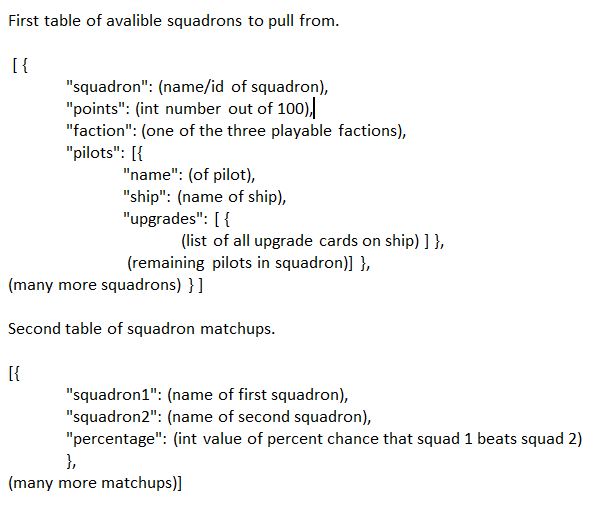 First table of avalible squadrons to pull from.
[ {
"squadron": (name/id of squadron),
"points": (int number out of 100),
"faction": (one of the three playable factions),
"pilots": [{
"name": (of pilot),
"ship": (name of ship),
"upgrades": [ {
(list of all upgrade cards on ship) ] },
(remaining pilots in squadron)] },
(many more squadrons) } ]
Second table of squadron matchups.
[{
"squadron1": (name of first squadron),
"squadron2": (name of second squadron),
"percentage": (int value of percent chance that squad 1 beats squad 2)
},
(many more matchups)]